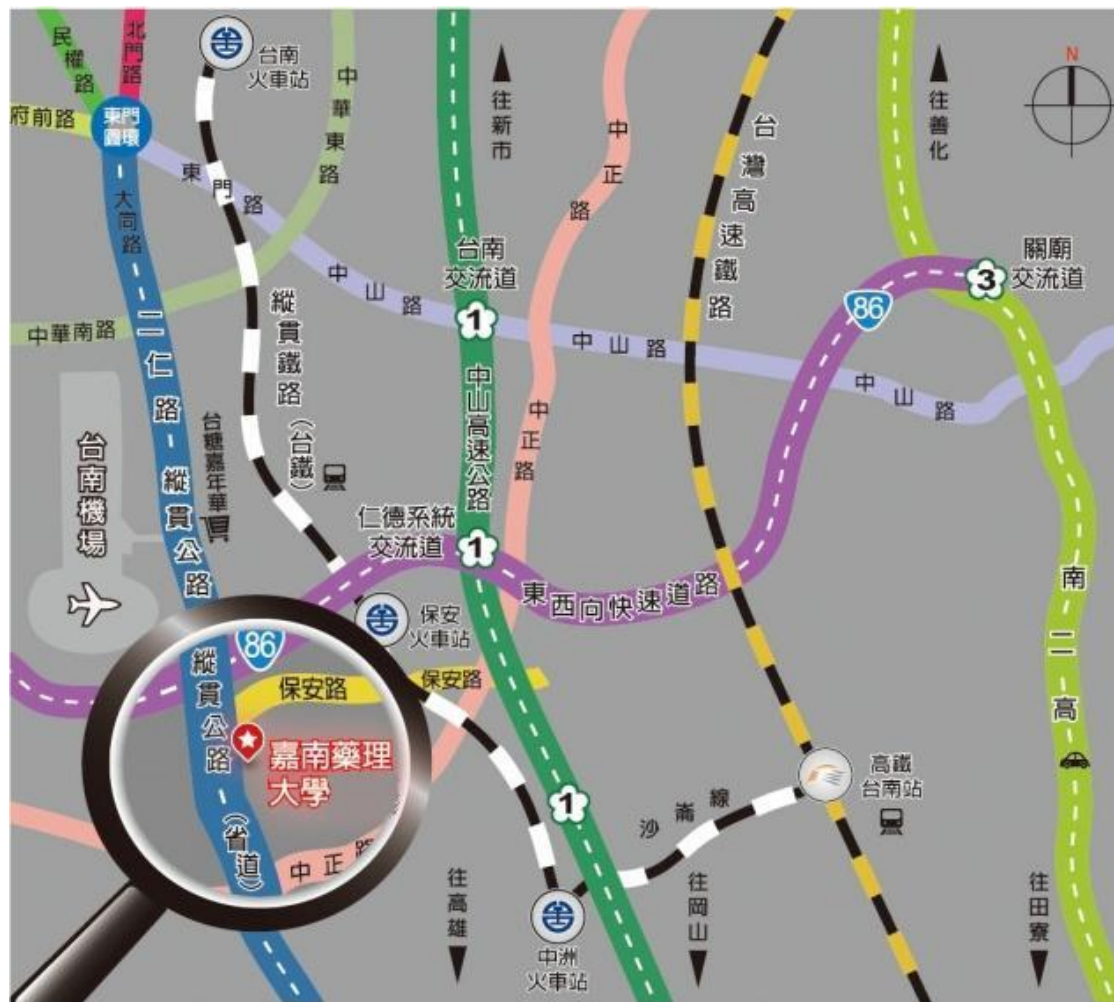 民權路
北門路
台南
火車站
中華東路
往新市
中正路
台灣高速鐵路
往善化
N
府前路
東門
圓環
大同路
東門路
台南
交流道
關廟
交流道
3
86
1
中山路
中山路
中山路
中華南路
縱貫鐵路(台鐵)
二仁路
中山高速公路
中正路
台糖嘉年華
台南機場
縱貫公路
仁德系統
交流道
1
東西向快速道路
南二高
保安
火車站
86
縱貫公路(省道)
保安路
保安路
嘉南藥理
大學
中正路
高鐵
台南站
沙崙線
1
往高雄
中洲
火車站
往岡山
往田寮